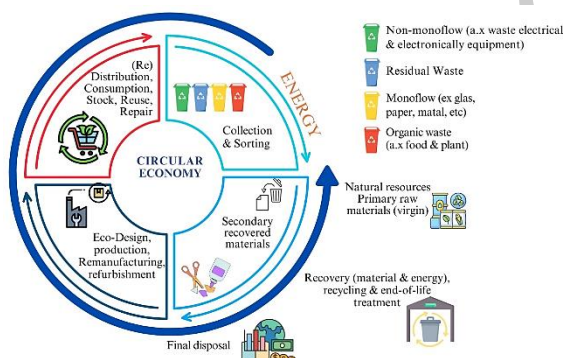 (Re)
Distribution,
Consumption,
Stock, Reuse,
Repair
Collection
& Sorting
ENERGY
CIRCULAR
ECONOMY
Eco-Design,
production,
Remanufacturing,
refurbishment
Secondary
recovered
materials
Final disposal
Non-monoflow (a.x waste electrical
& electronically equipment)
Residual Waste
Monoflow (ex glas,
paper, matal, etc)
Organic waste
(a.x food & plant)
Natural resources
Primary raw
materials (virgin)
Recovery (material & energy),
recycling & end-of-life
treatment